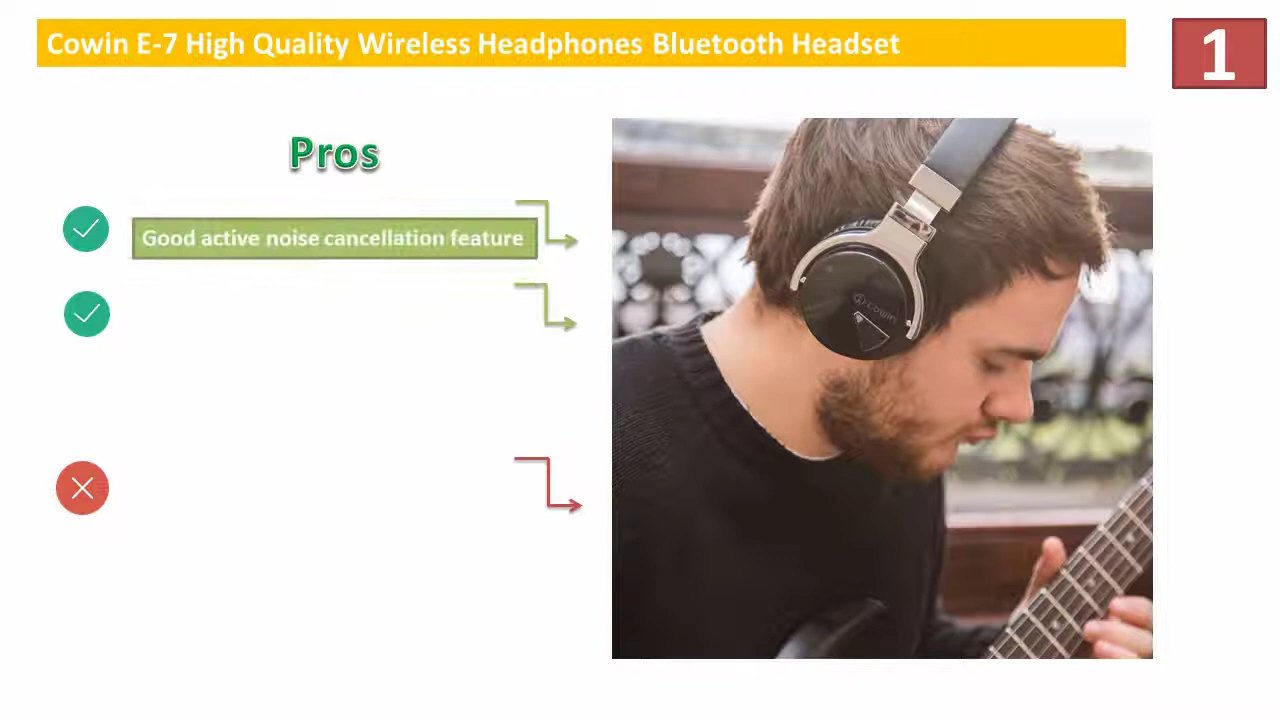 Cowin E-7 High Quality Wireless Headphones Bluetooth Headset
1
Pros
Good active noise cancellation feature
cowin